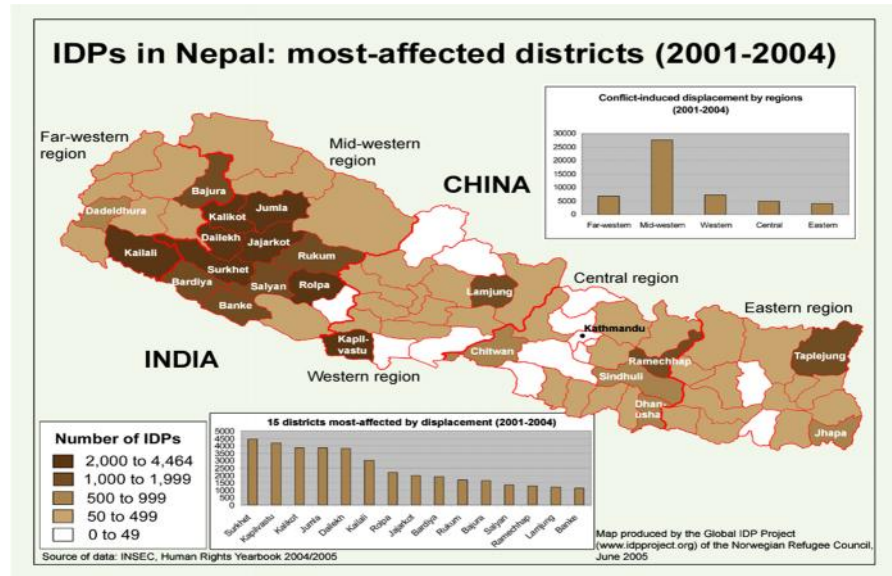 IDPs in Nepal: most-affected districts (2001-2004)
Conflict-induced displacement by regions
(2001-2004)
30000
25000
20000
15000
10000
5000
0
Far-western Mid-western Western Central Eastern
Far-western
region
Mid-western
region
CHINA
Bajura
Dadeldhura
Kalikot
Jumla
Dailekh
Jajarkot
Kailali
Rukum
Surkhet
Bardiya
Salyan
Rolpa
Banke
Lamjung
Central region
Eastern region
Kathmandu
Kapil-
vastu
Chitwan
Ramechhap
Taplejung
INDIA
Western region
Sindhuli
Dhan-
usha
Jhapa
15 districts most-affected by displacement (2001-2004)
5000
4500
4000
3500
3000
2500
2000
1500
1000
500
0
Surkhet Kapilvastu Kalikot Jumla Dailekh Kailali Rolpa Jajarkot Bardiya Rukum Bajura Salyan Ramechhap Lamjung Banke
Number of IDPs
2,000 to 4,464
1,000 to 1,999
500 to 999
50 to 499
0 to 49
Source of data: INSEC, Human Rights Yearbook 2004/2005
Map produced by the Global IDP Project
(www.idpproject.org) of the Norwegian Refugee Council,
June 2005